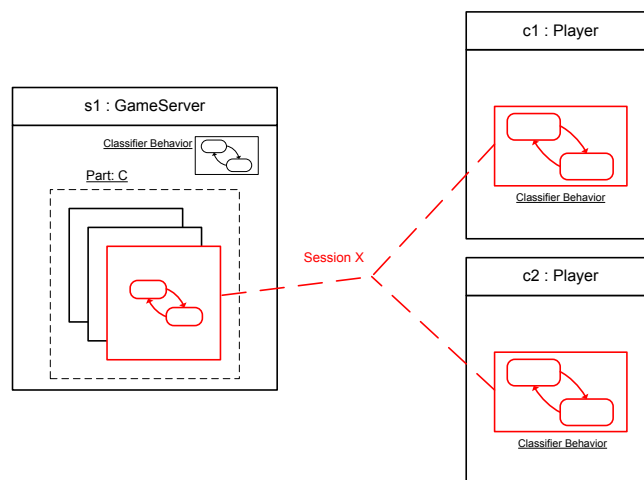 s1 : GameServer
Classifier Behavior
Part: C
Session X
c1 : Player
Classifier Behavior
c2 : Player
Classifier Behavior